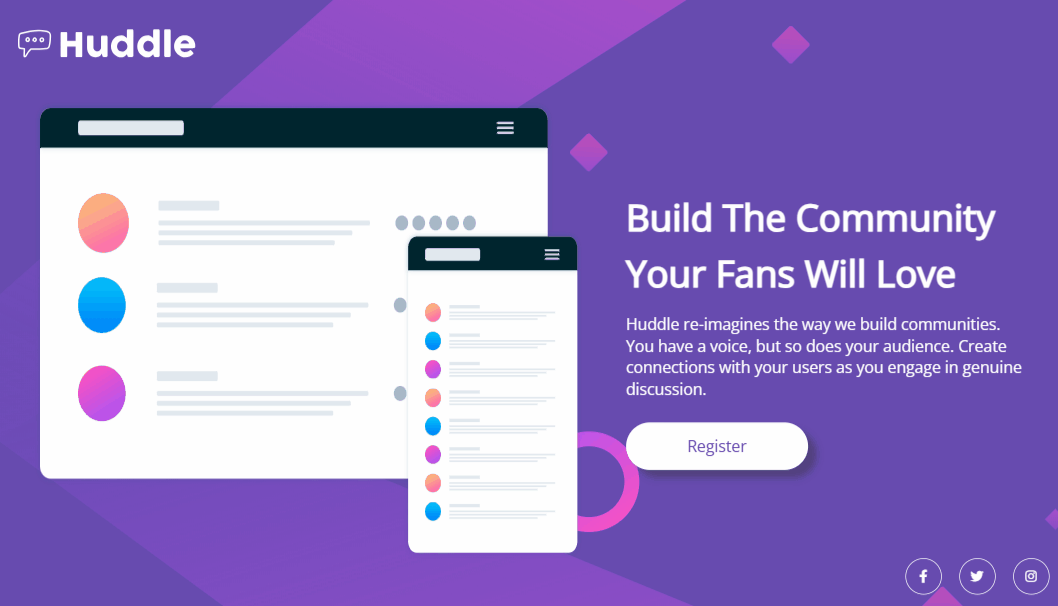 Huddle
Build The Community
Your Fans Will Love
Huddle re-imagines the way we build communities.
You have a voice, but so does your audience. Create
connections with your users as you engage in genuine
discussion.
Register